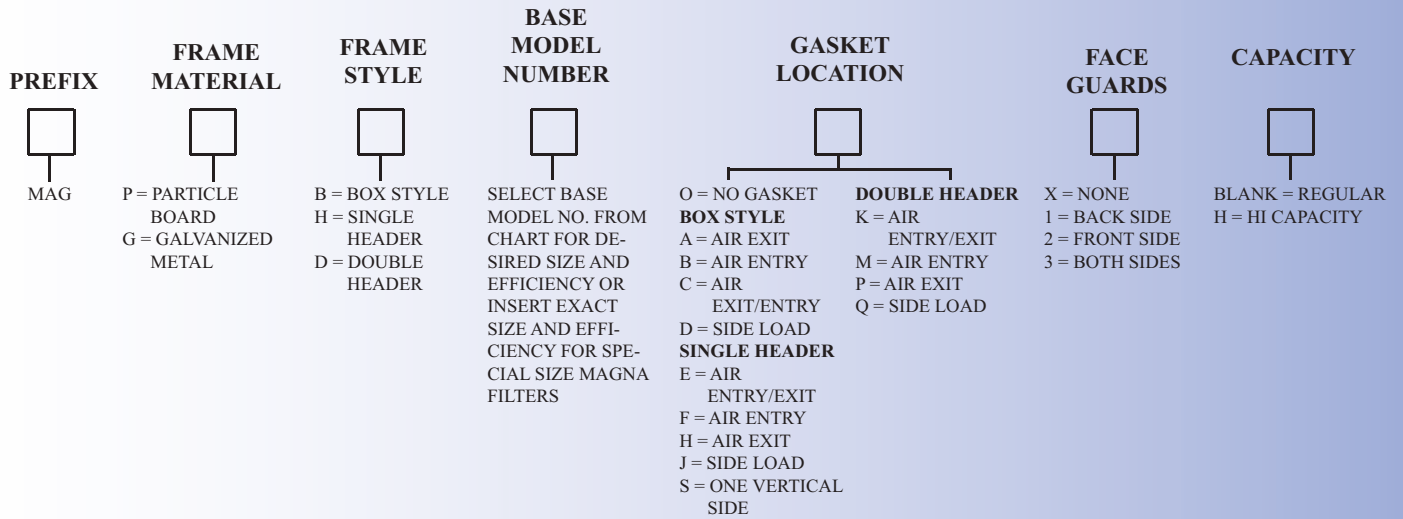 PREFIX
MAG
FRAME
MATERIAL
P = PARTICLE
BOARD
G = GALVANIZED
METAL
FRAME
STYLE
B = BOX STYLE
H = SINGLE
HEADER
D = DOUBLE
HEADER
BASE
MODEL
NUMBER
SELECT BASE
MODEL NO. FROM
CHART FOR DE-
SIRED SIZE AND
EFFICIENCY OR
INSERT EXACT
SIZE AND EFFI-
CIENCY FOR SPE-
CIAL SIZE MAGNA
FILTERS
GASKET
LOCATION
O = NO GASKET
BOX STYLE
A = AIR EXIT
B = AIR ENTRY
C = AIR
EXIT/ENTRY
D = SIDE LOAD
SINGLE HEADER
E = AIR
ENTRY/EXIT
F = AIR ENTRY
H = AIR EXIT
J = SIDE LOAD
S = ONE VERTICAL
SIDE
DOUBLE HEADER
K = AIR
ENTRY/EXIT
M = AIR ENTRY
P = AIR EXIT
Q = SIDE LOAD
FACE
GUARDS
X = NONE
1 = BACK SIDE
2 = FRONT SIDE
3 = BOTH SIDES
CAPACITY
BLANK = REGULAR
H = HI CAPACITY